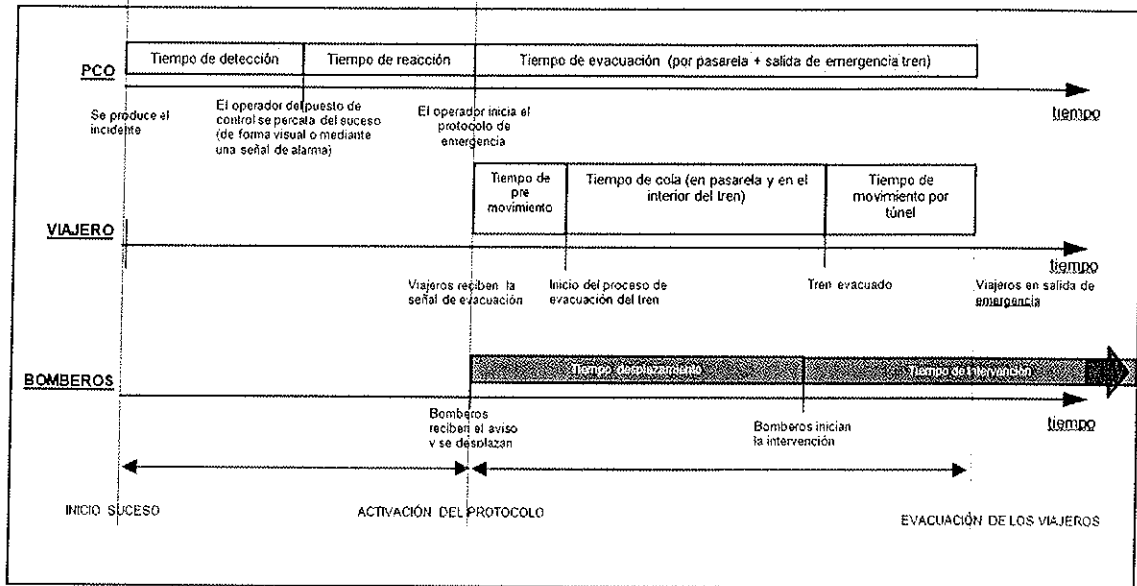 PCO
Tiempo de detección
Tiempo de reacción
Tiempo de evacuación (por pasarela + salida de emergencia tren)
tiempo
Se produce el
incidente
El operador del puesto de
control se percata del suceso
(de forma visual o mediante
una señal de alarma)
El operador inicia el
protocolo de
emergencia
VIAJERO
Tiempo de
pre
movimiento
Tiempo de cola (en pasarela y en el
interior del tren)
Tiempo de
movimiento por
túnel
tiempo
Viajeros reciben la
señal de evacuación
Inicio del proceso de
evacuación del tren
Tren evacuado
Viajeros en salida de
emergencia
BOMBEROS
Tiempo desplazamiento
Tiempo de intervención
tiempo
Bomberos
reciben el aviso
y se desplazan
Bomberos inician
la intervención
INICIO SUCESO
ACTIVACIÓN DEL PROTOCOLO
EVACUACIÓN DE LOS VIAJEROS